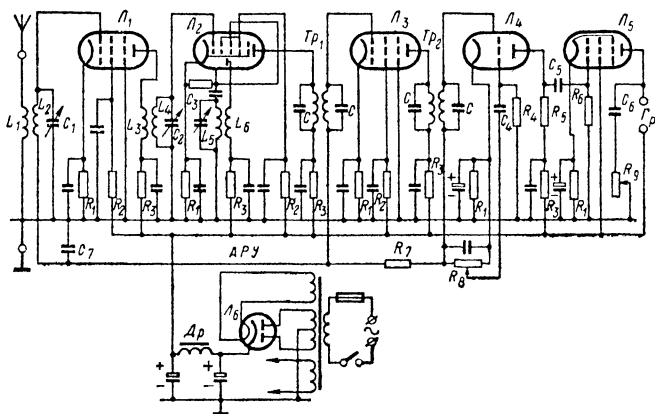 Л1 Л2 Тр1 Л3 Тр2 Л4 Л5
L1 L2 C1 L3 L4 C2 C3 L5 L6 C C C C C4 R4 C5 R5 R6 C6 Гр
R1 R2 R3 R1 R3 R2 R3 R1 R2 R3 + − R1 R3 + − R1 R9
C7 АРУ R7 R8
Л6
Др
+ − + − ~